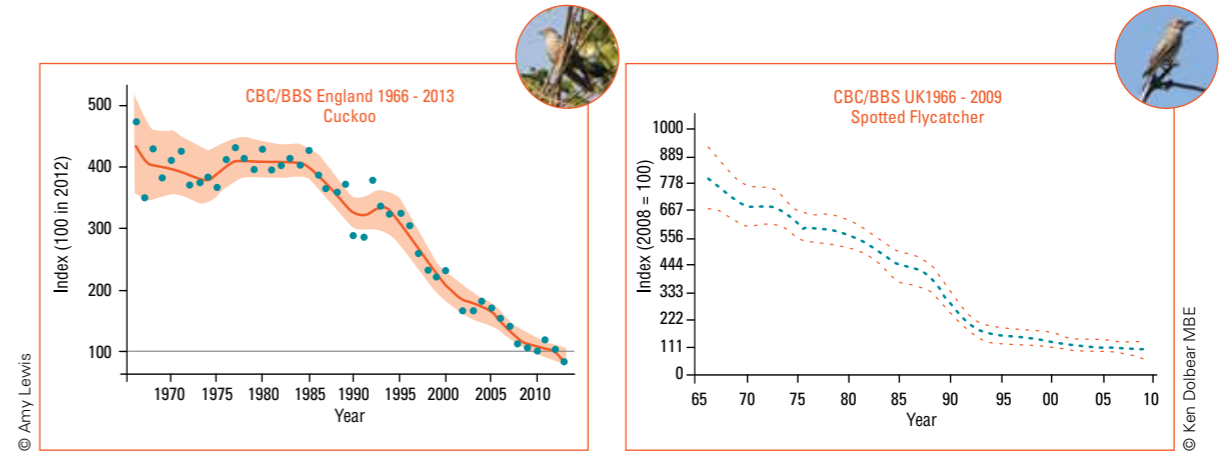 CBC/BBS England 1966 - 2013
Cuckoo
Index (100 in 2012)
500
400
300
200
100
1970 1975 1980 1985 1990 1995 2000 2005 2010
Year
© Amy Lewis
CBC/BBS UK1966 - 2009
Spotted Flycatcher
Index (2008 = 100)
1000
889
778
667
556
444
333
222
111
0
65 70 75 80 85 90 95 00 05 10
Year
© Ken Dolbear MBE